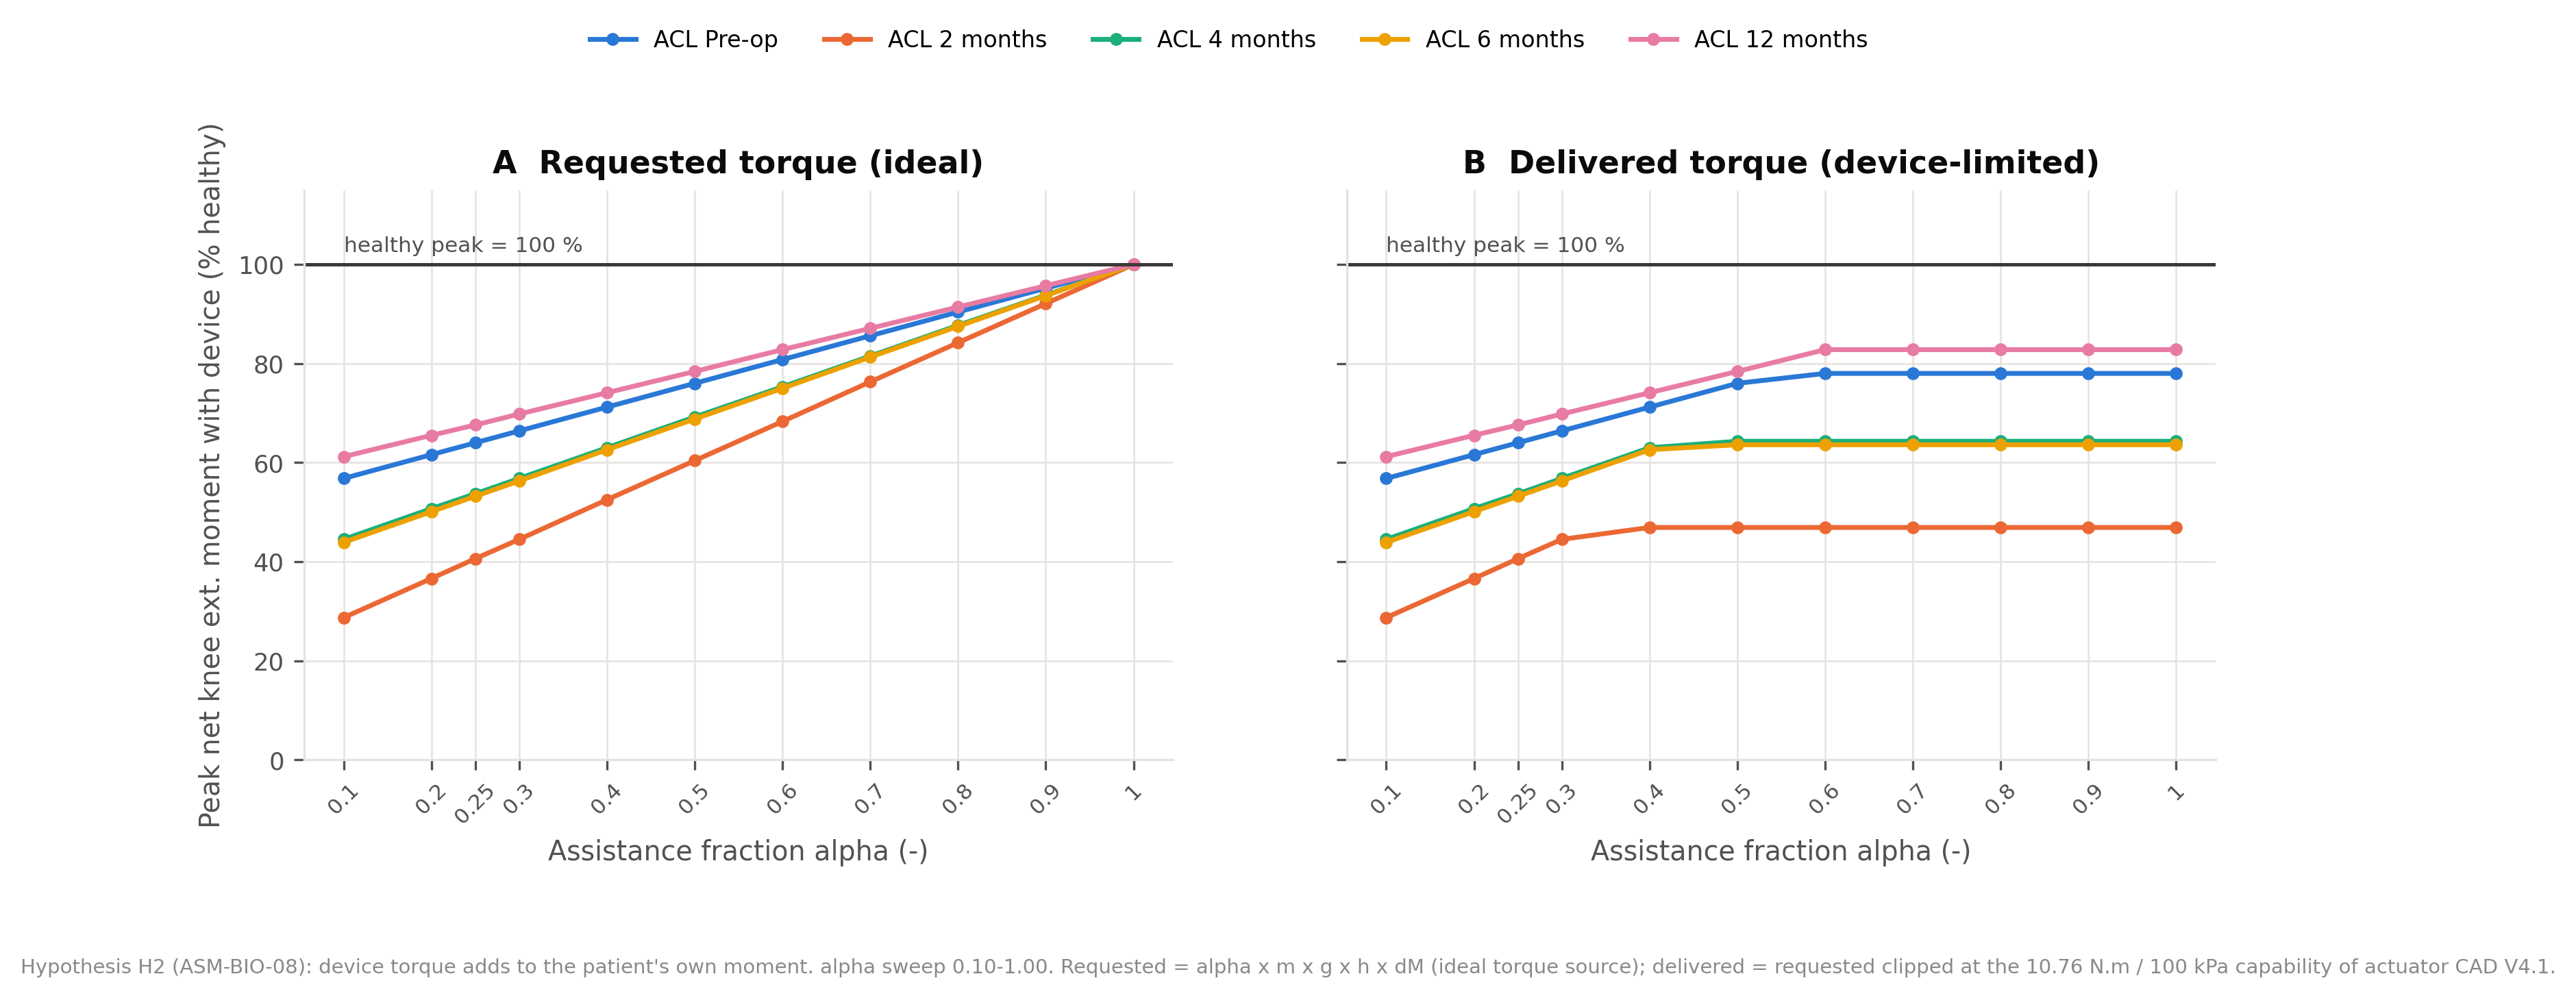 ACL Pre-op ACL 2 months ACL 4 months ACL 6 months ACL 12 months
A Requested torque (ideal)
Peak net knee ext. moment with device (% healthy)
healthy peak = 100 %
100
80
60
40
20
0
0.1 0.2 0.25 0.3 0.4 0.5 0.6 0.7 0.8 0.9 1
Assistance fraction alpha (-)
B Delivered torque (device-limited)
healthy peak = 100 %
0.1 0.2 0.25 0.3 0.4 0.5 0.6 0.7 0.8 0.9 1
Assistance fraction alpha (-)
Hypothesis H2 (ASM-BIO-08): device torque adds to the patient's own moment. alpha sweep 0.10-1.00. Requested = alpha x m x g x h x dM (ideal torque source); delivered = requested clipped at the 10.76 N.m / 100 kPa capability of actuator CAD V4.1.